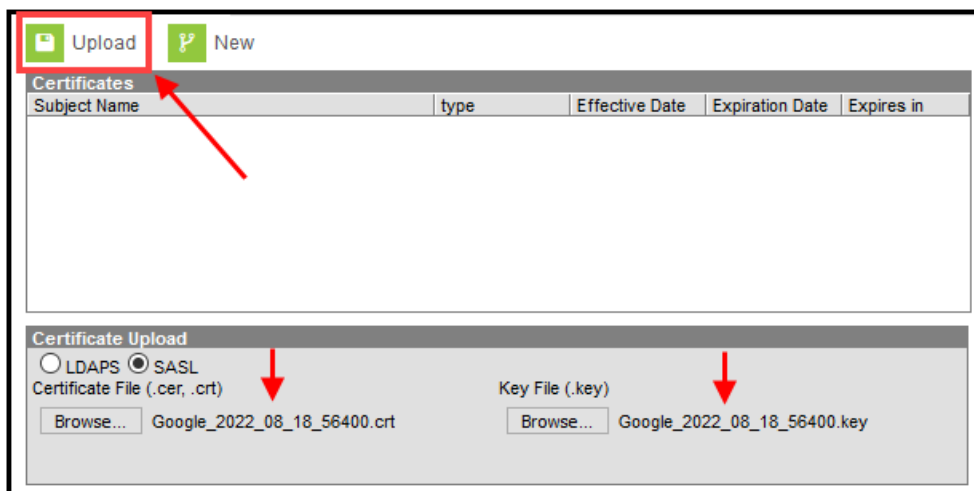 Upload New
Certificates
Subject Name type Effective Date Expiration Date Expires in
Certificate Upload
LDAPS SASL
Certificate File (.cer, .crt) Key File (.key)
Browse... Google_2022_08_18_56400.crt Browse... Google_2022_08_18_56400.key